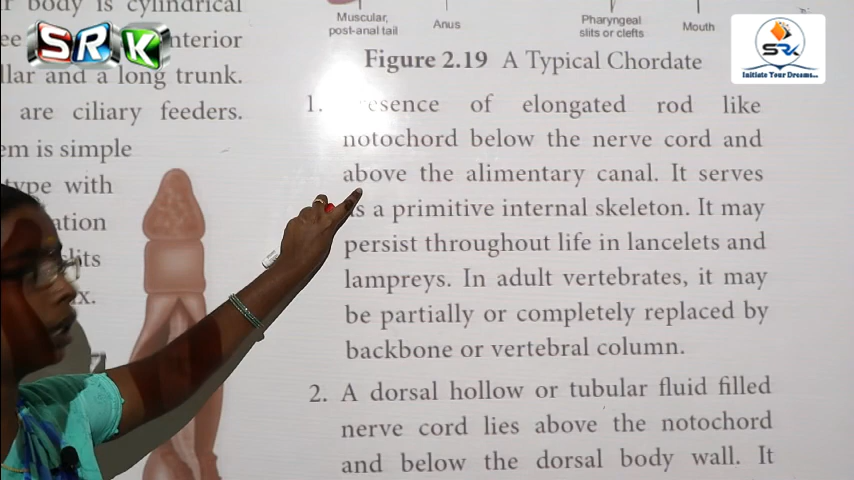 r body is cylindrical
nterior
llar and a long trunk.
are ciliary feeders.
em is simple
type with
ation
lits
x.
SRK
Muscular,
post-anal tail
Anus
Pharyngeal
slits or clefts
Mouth
SRK
Initiate Your Dreams...
Figure 2.19 A Typical Chordate
1. resence of elongated rod like
notochord below the nerve cord and
above the alimentary canal. It serves
s a primitive internal skeleton. It may
persist throughout life in lancelets and
lampreys. In adult vertebrates, it may
be partially or completely replaced by
backbone or vertebral column.
2. A dorsal hollow or tubular fluid filled
nerve cord lies above the notochord
and below the dorsal body wall. It